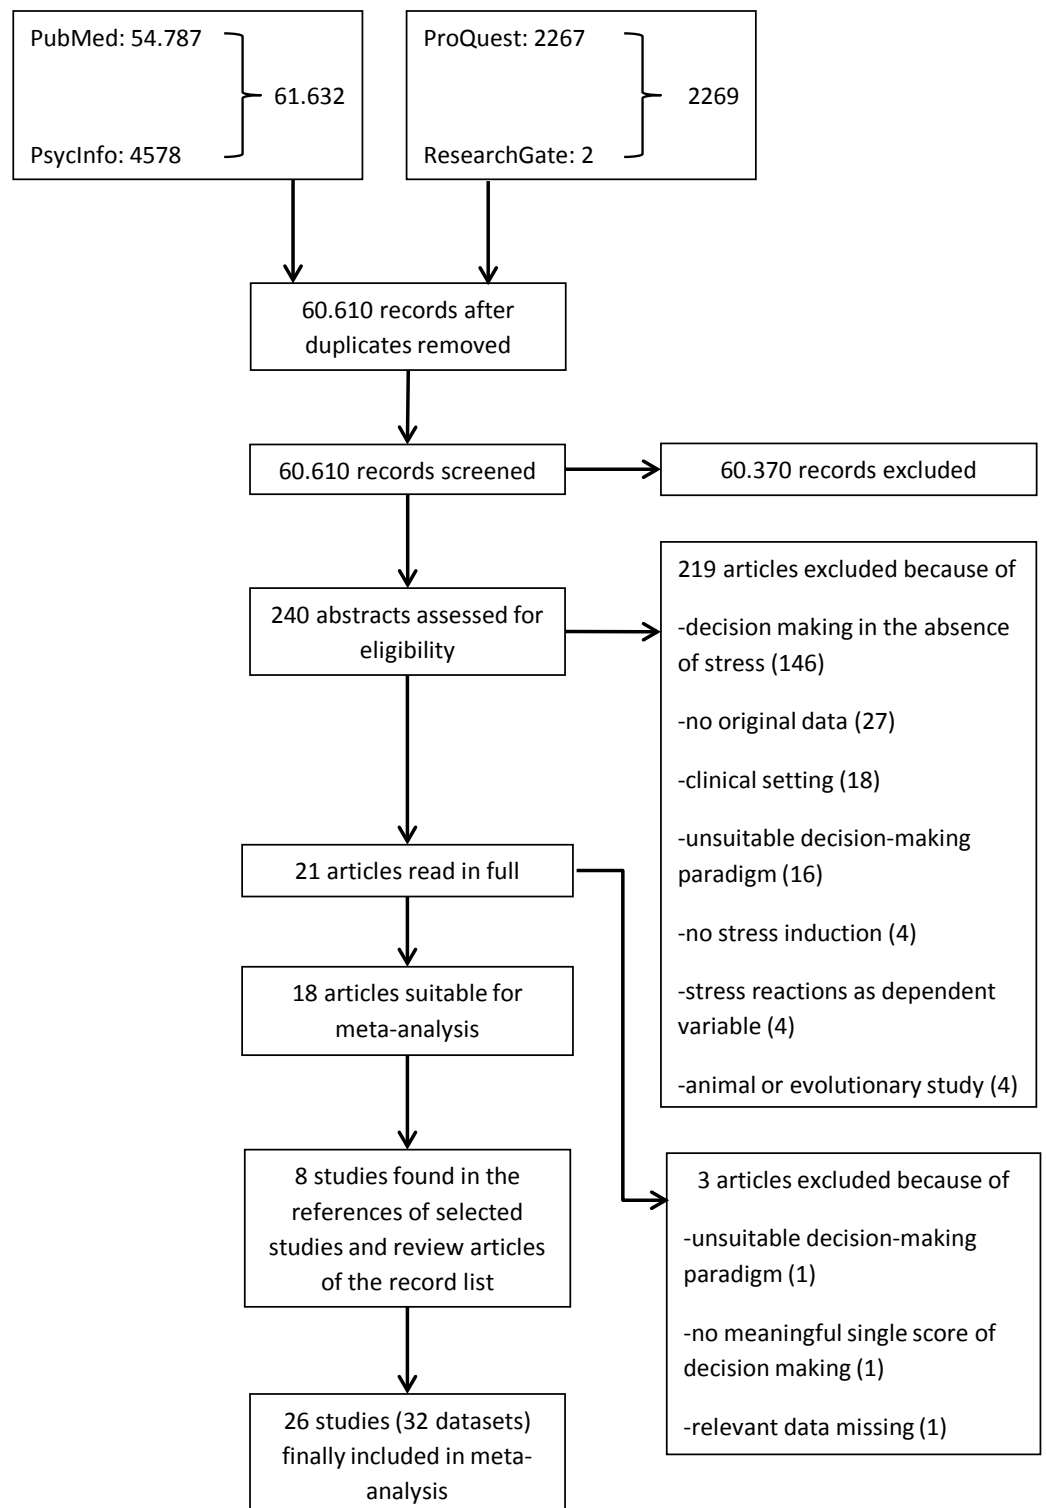 PubMed: 54.787
61.632
PsycInfo: 4578
ProQuest: 2267
2269
ResearchGate: 2
60.610 records after
duplicates removed
60.610 records screened
60.370 records excluded
240 abstracts assessed for
eligibility
219 articles excluded because of
-decision making in the absence
of stress (146)
-no original data (27)
-clinical setting (18)
-unsuitable decision-making
paradigm (16)
-no stress induction (4)
-stress reactions as dependent
variable (4)
-animal or evolutionary study (4)
21 articles read in full
18 articles suitable for
meta-analysis
3 articles excluded because of
-unsuitable decision-making
paradigm (1)
-no meaningful single score of
decision making (1)
-relevant data missing (1)
8 studies found in the
references of selected
studies and review articles
of the record list
26 studies (32 datasets)
finally included in meta-
analysis